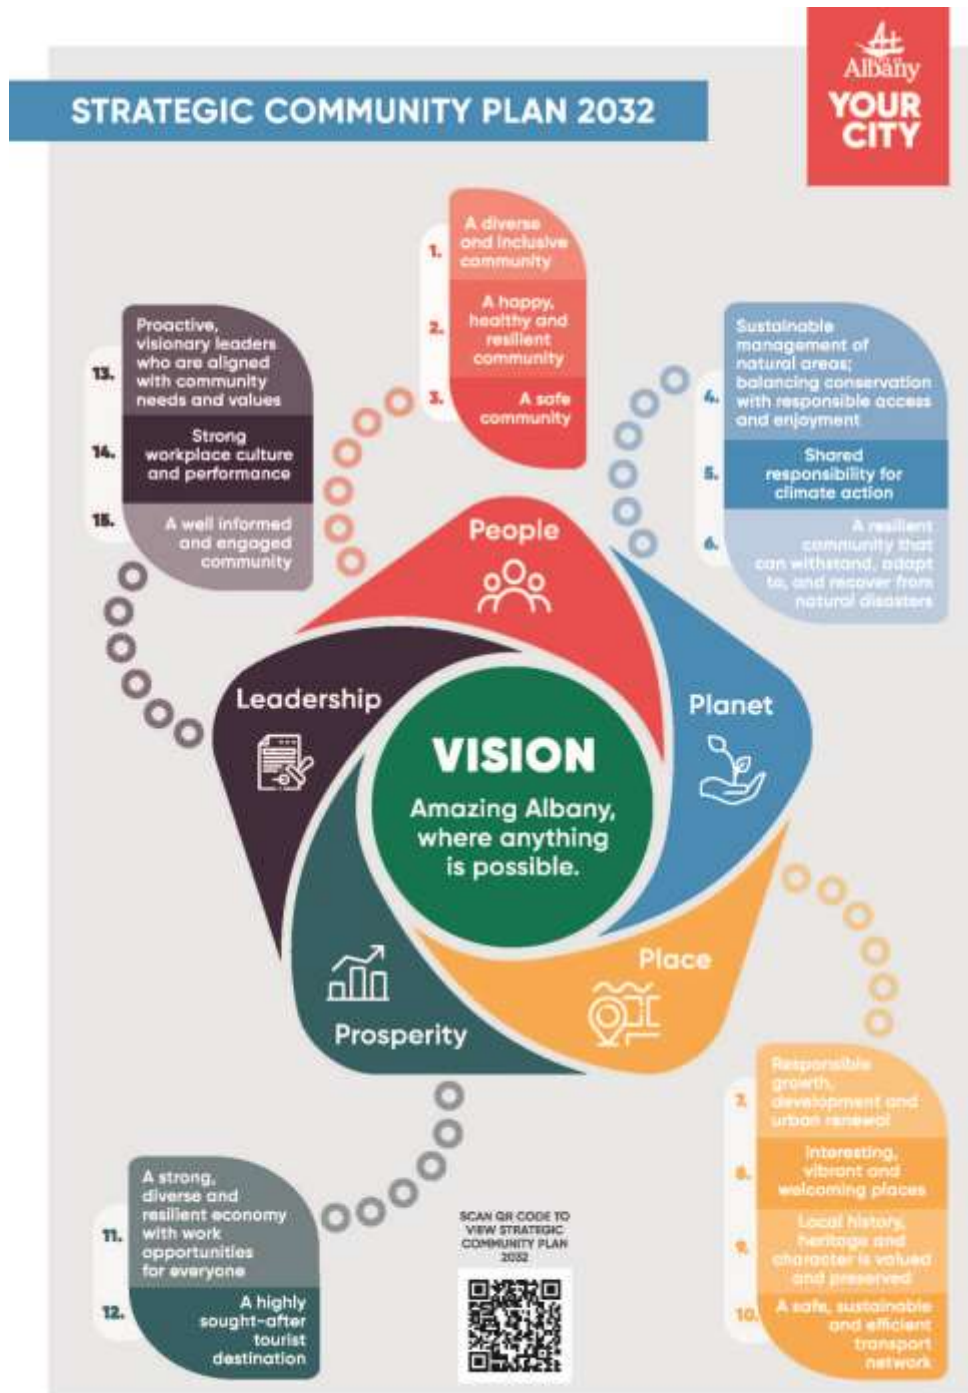 Albany
YOUR
CITY
STRATEGIC COMMUNITY PLAN 2032
1.
A diverse
and inclusive
community
2.
A happy,
healthy and
resilient
community
3.
A safe
community
13.
Proactive,
visionary leaders
who are aligned
with community
needs and values
14.
Strong
workplace culture
and performance
15.
A well informed
and engaged
community
4.
Sustainable
management of
natural areas;
balancing conservation
with responsible access
and enjoyment
5.
Shared
responsibility for
climate action
6.
A resilient
community that
can withstand, adapt
to, and recover from
natural disasters
People
Leadership
Planet
VISION
Amazing Albany,
where anything
is possible.
Place
Prosperity
7.
Responsible
growth,
development and
urban renewal
8.
Interesting,
vibrant and
welcoming places
9.
Local history,
heritage and
character is valued
and preserved
10.
A safe, sustainable
and efficient
transport
network
11.
A strong,
diverse and
resilient economy
with work
opportunities
for everyone
12.
A highly
sought-after
tourist
destination
SCAN QR CODE TO
VIEW STRATEGIC
COMMUNITY PLAN
2032